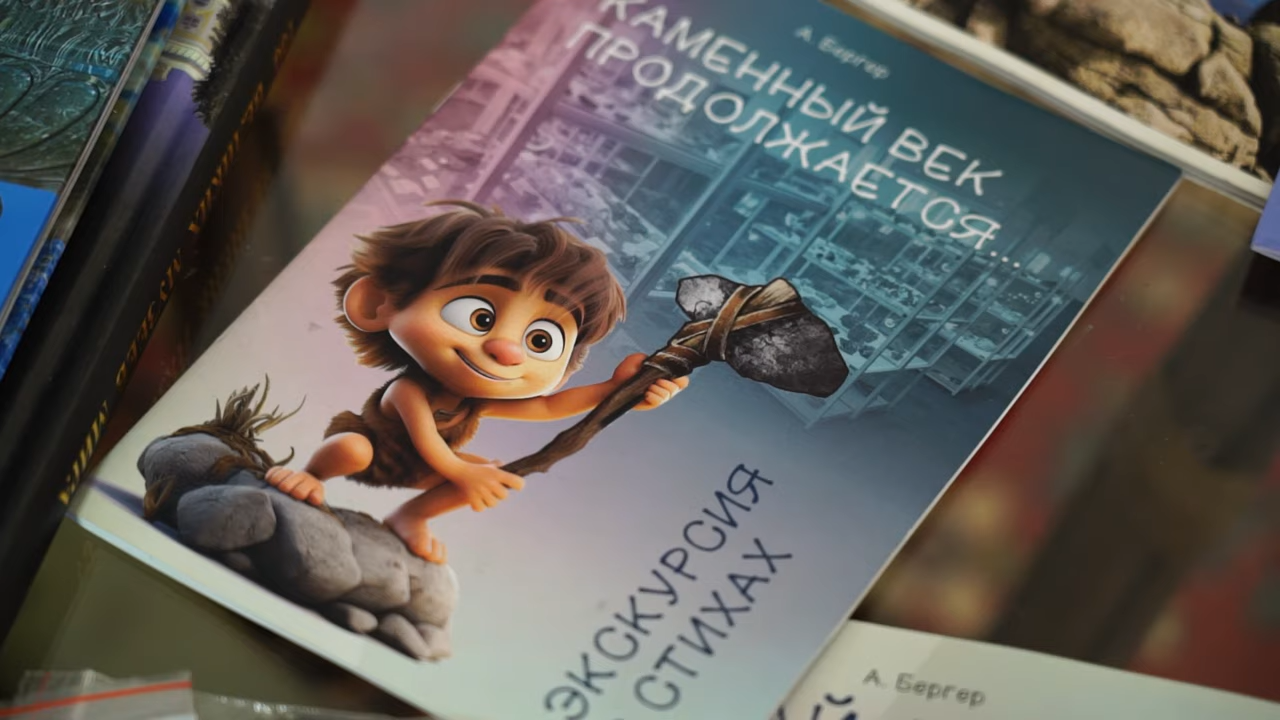 А. Бергер
КАМЕННЫЙ ВЕК
ПРОДОЛЖАЕТСЯ...
ЭКСКУРСИЯ
СТИХАХ
А. Бергер